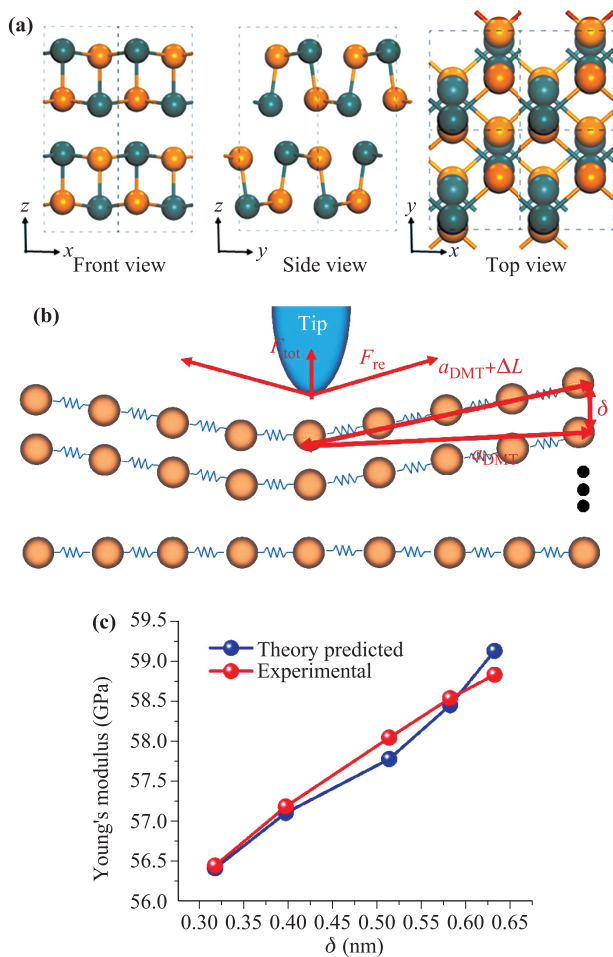 (a)
z
x
Front view
z
y
Side view
y
x
Top view
(b)
Tip
F_tot
F_re
a_DMT+ΔL
δ
a_DMT
(c)
59.5
59.0
58.5
58.0
57.5
57.0
56.5
56.0
Young's modulus (GPa)
Theory predicted
Experimental
0.30 0.35 0.40 0.45 0.50 0.55 0.60 0.65
δ (nm)